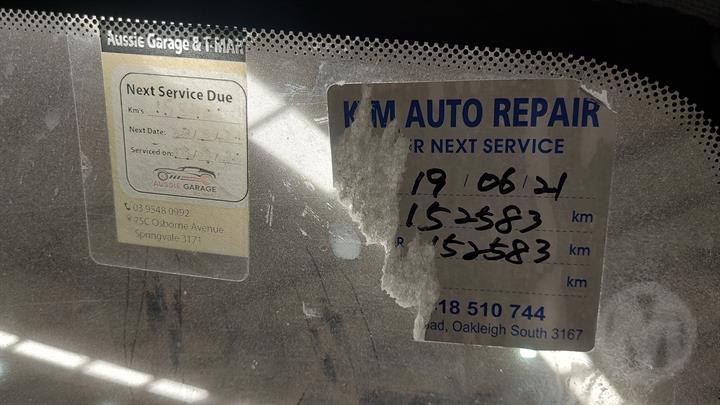 Aussie Garage & T-MAR
Next Service Due
Km's
Next Date:
Serviced on:
AUSSIE GARAGE
03 9548 0992
75C Osborne Avenue
Springvale 3171
K M AUTO REPAIR
R NEXT SERVICE
19 / 06 / 21
152583 km
R 152583 km
km
18 510 744
ad, Oakleigh South 3167